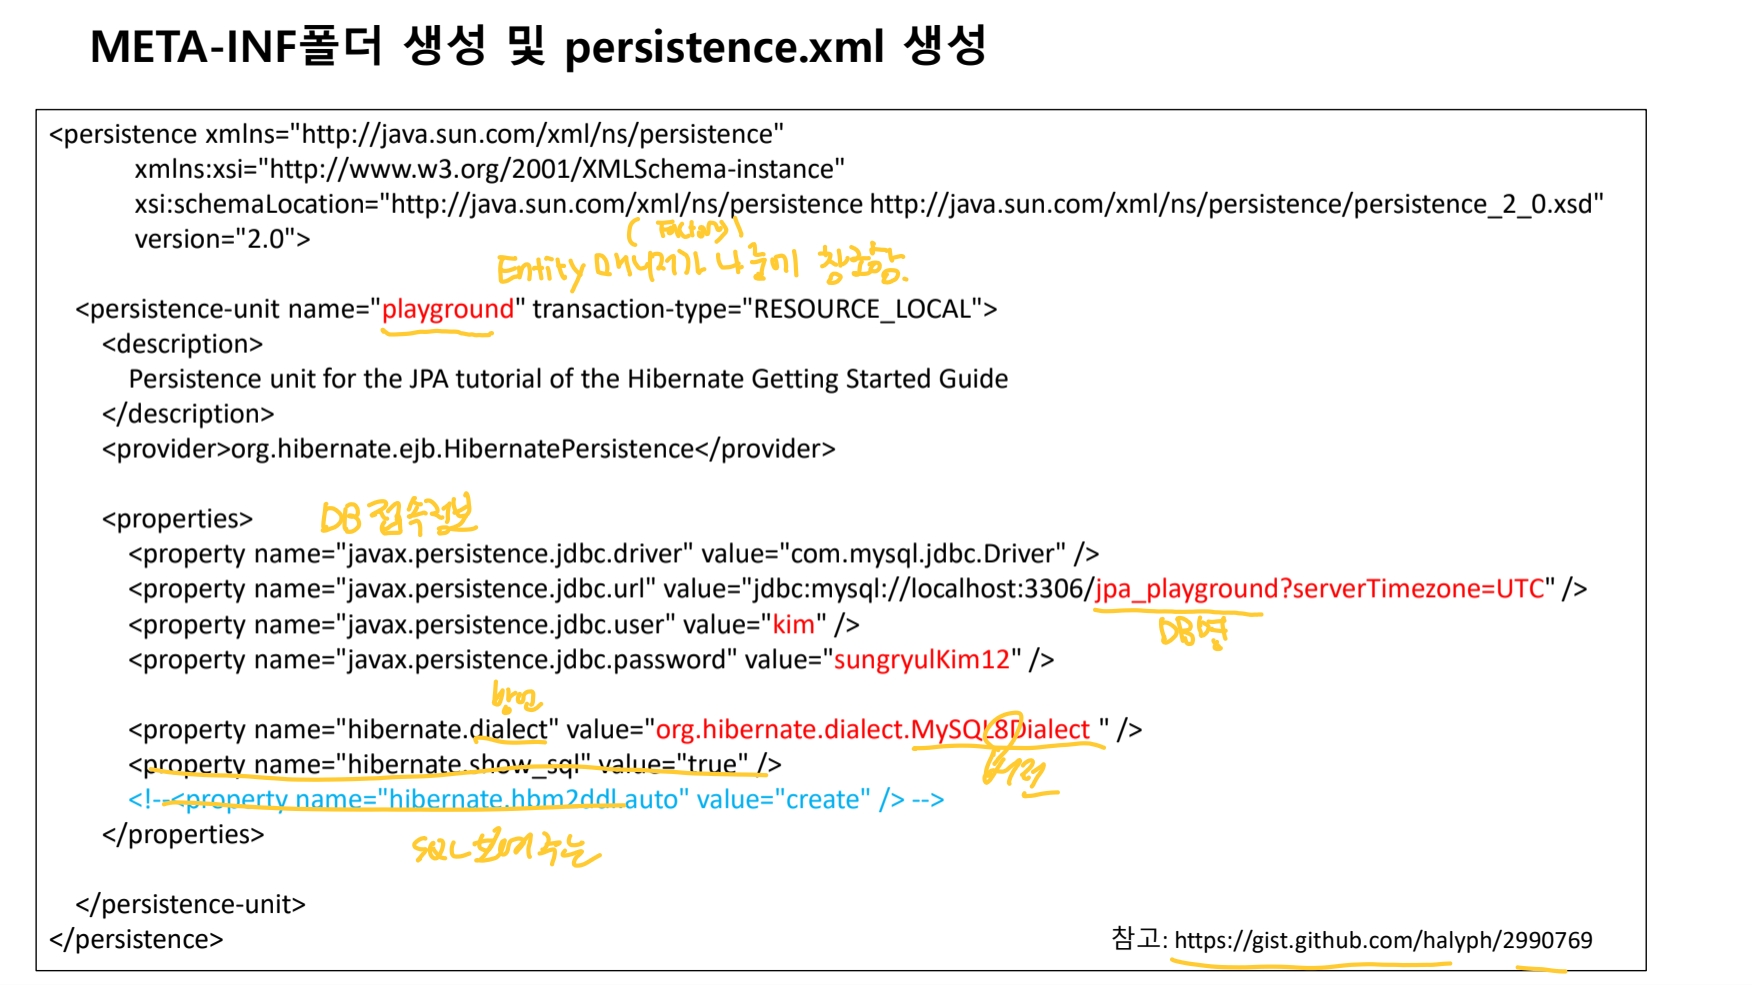 META-INF폴더 생성 및 persistence.xml 생성
<persistence xmlns="http://java.sun.com/xml/ns/persistence"
xmlns:xsi="http://www.w3.org/2001/XMLSchema-instance"
xsi:schemaLocation="http://java.sun.com/xml/ns/persistence http://java.sun.com/xml/ns/persistence/persistence_2_0.xsd"
version="2.0">
( Factory )
Entity 매니저가 나중에 참조함.
<persistence-unit name="playground" transaction-type="RESOURCE_LOCAL">
<description>
Persistence unit for the JPA tutorial of the Hibernate Getting Started Guide
</description>
<provider>org.hibernate.ejb.HibernatePersistence</provider>
DB 접속정보
<properties>
<property name="javax.persistence.jdbc.driver" value="com.mysql.jdbc.Driver" />
<property name="javax.persistence.jdbc.url" value="jdbc:mysql://localhost:3306/jpa_playground?serverTimezone=UTC" />
<property name="javax.persistence.jdbc.user" value="kim" />
DB명
<property name="javax.persistence.jdbc.password" value="sungryulKim12" />
방언
<property name="hibernate.dialect" value="org.hibernate.dialect.MySQL8Dialect " />
<property name="hibernate.show_sql" value="true" />
버전
<!--<property name="hibernate.hbm2ddl.auto" value="create" /> -->
</properties>
SQL 보여주는
</persistence-unit>
</persistence>
참고: https://gist.github.com/halyph/2990769